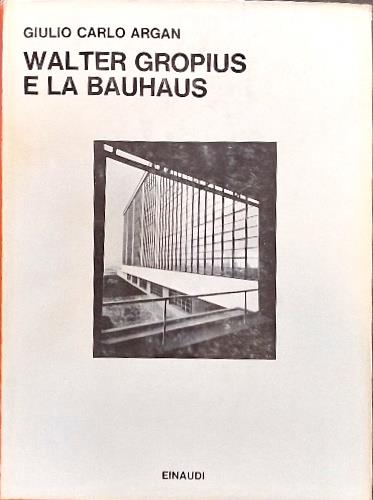 GIULIO CARLO ARGAN
WALTER GROPIUS
E LA BAUHAUS
EINAUDI